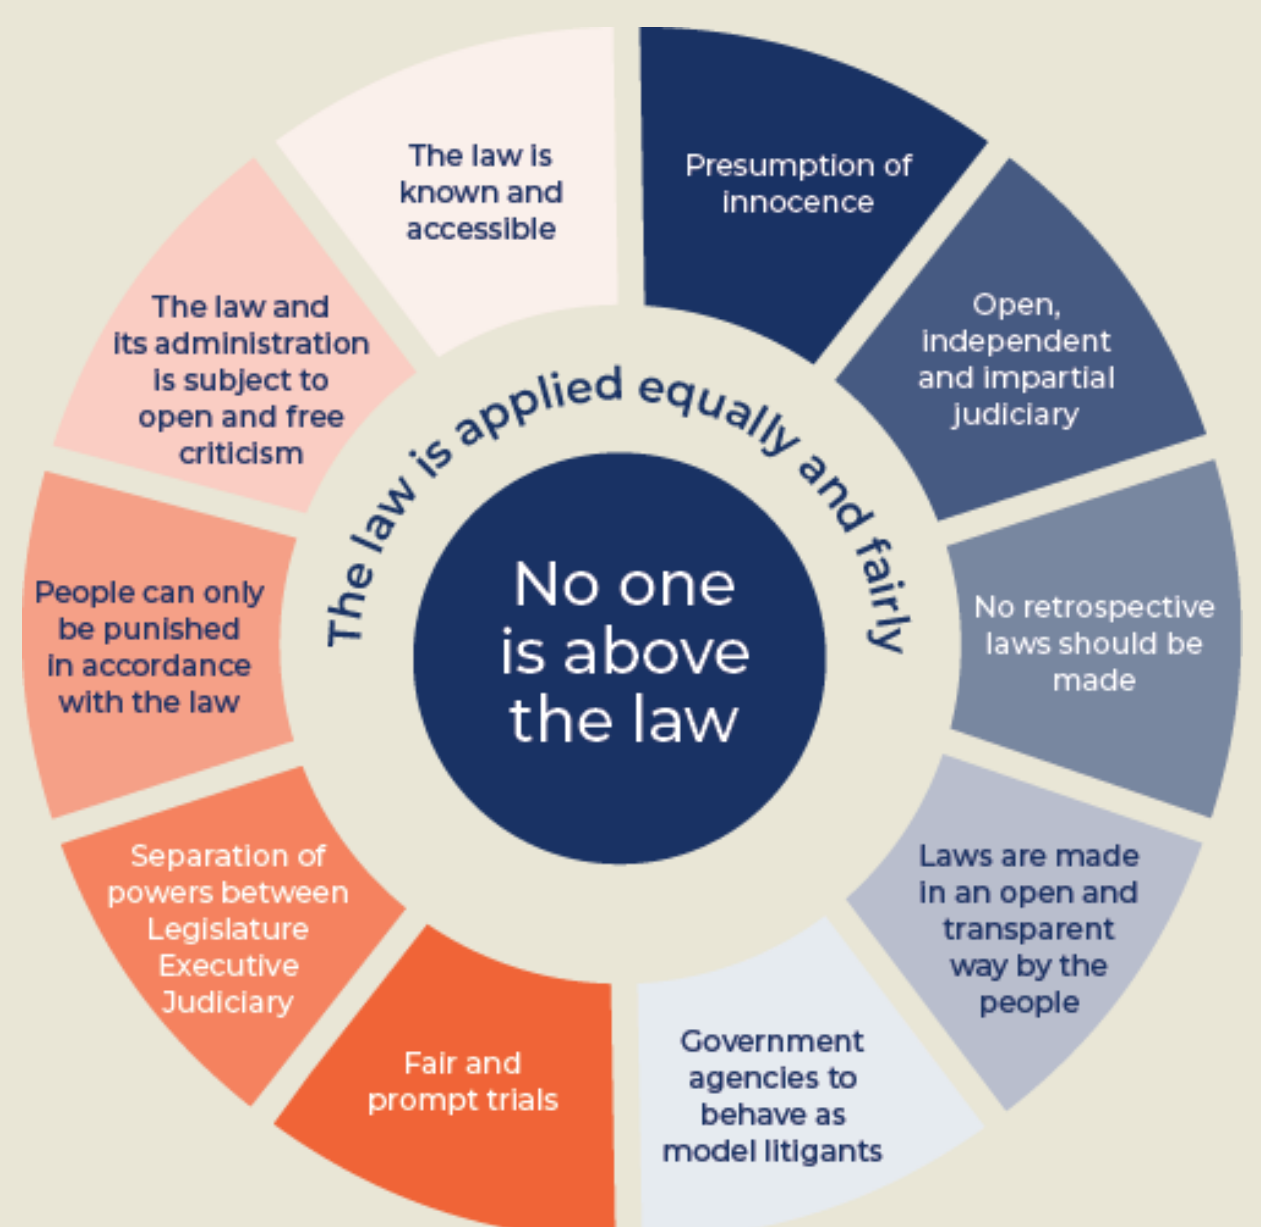 The law is
known and
accessible
Presumption of
innocence
Open,
independent
and impartial
judiciary
No retrospective
laws should be
made
Laws are made
in an open and
transparent
way by the
people
Government
agencies to
behave as
model litigants
Fair and
prompt trials
Separation of
powers between
Legislature
Executive
Judiciary
People can only
be punished
in accordance
with the law
The law and
its administration
is subject to
open and free
criticism
The law is applied equally and fairly
No one
is above
the law